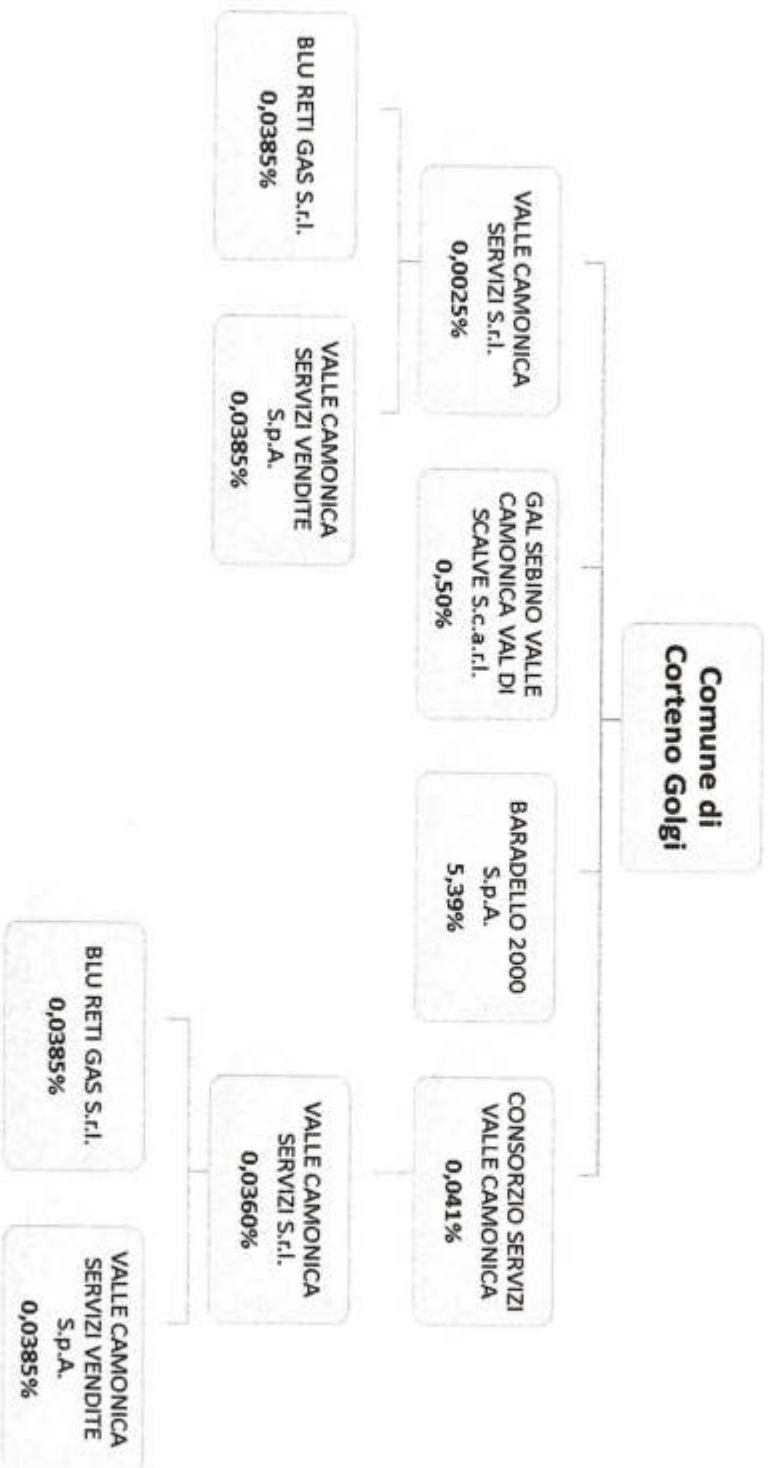 Comune di
Corteno Golgi
VALLE CAMONICA
SERVIZI S.r.l.
0,0025%
GAL SEBINO VALLE
CAMONICA VAL DI
SCALVE S.c.a.r.l.
0,50%
BARADELLO 2000
S.p.A.
5,39%
CONSORZIO SERVIZI
VALLE CAMONICA
0,041%
BLU RETI GAS S.r.l.
0,0385%
VALLE CAMONICA
SERVIZI VENDITE
S.p.A.
0,0385%
VALLE CAMONICA
SERVIZI S.r.l.
0,0360%
BLU RETI GAS S.r.l.
0,0385%
VALLE CAMONICA
SERVIZI VENDITE
S.p.A.
0,0385%